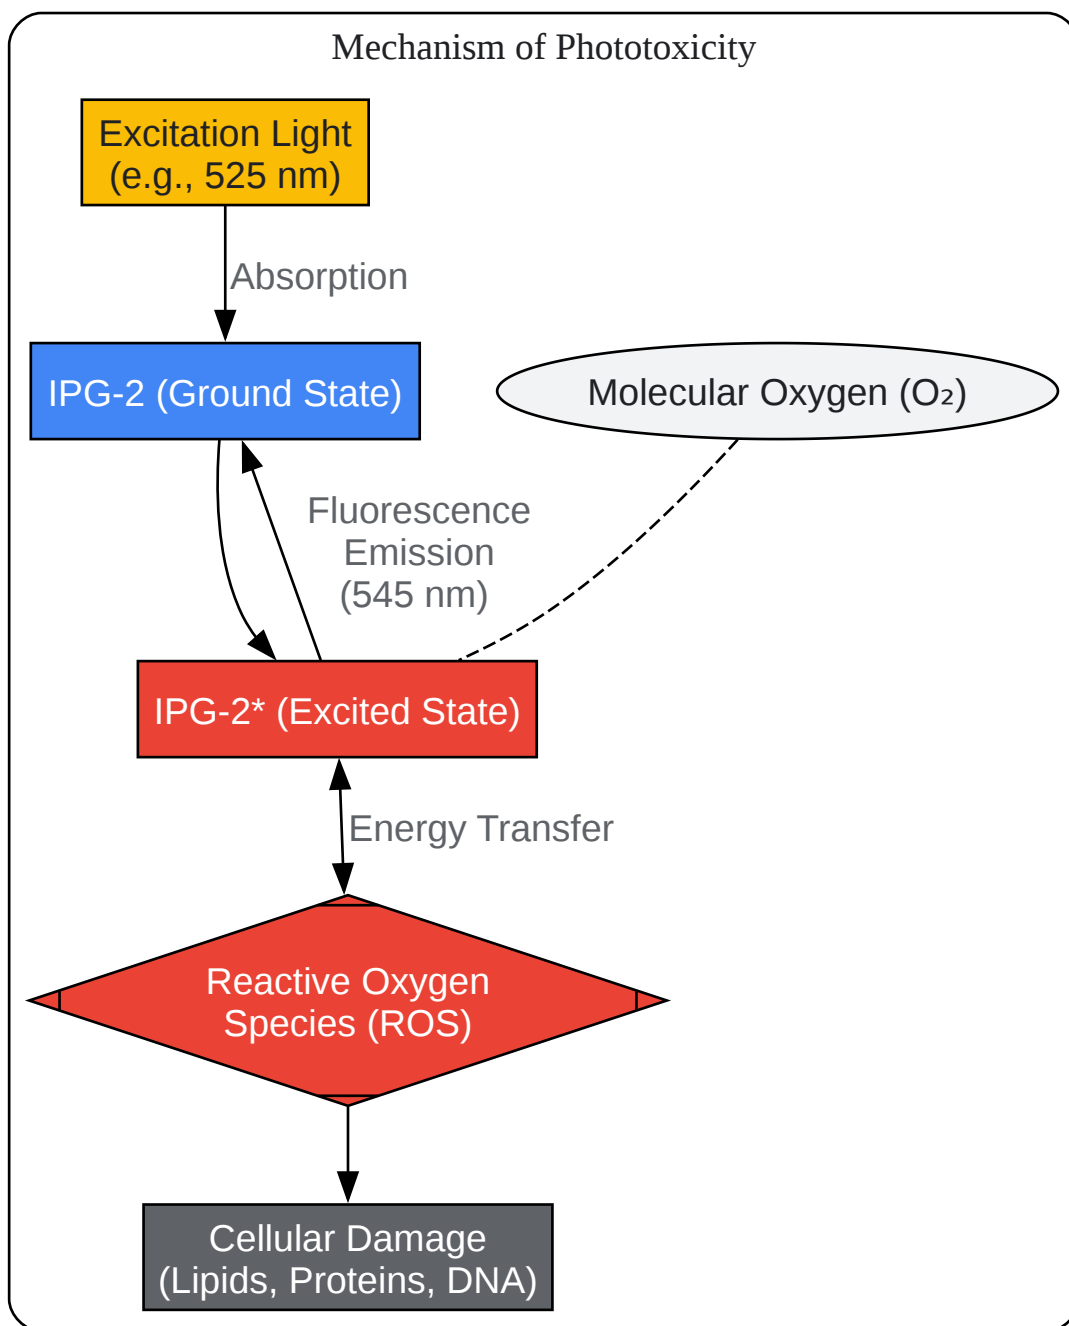 Mechanism of Phototoxicity
Excitation Light
(e.g., 525 nm)
Absorption
IPG-2 (Ground State)
Molecular Oxygen (O₂)
Fluorescence
Emission
(545 nm)
IPG-2* (Excited State)
Energy Transfer
Reactive Oxygen
Species (ROS)
Cellular Damage
(Lipids, Proteins, DNA)